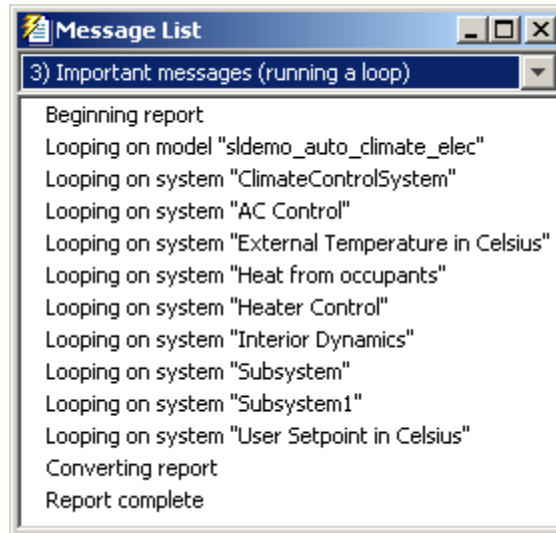 Message List
3) Important messages (running a loop)
Beginning report
Looping on model "sldemo_auto_climate_elec"
Looping on system "ClimateControlSystem"
Looping on system "AC Control"
Looping on system "External Temperature in Celsius"
Looping on system "Heat from occupants"
Looping on system "Heater Control"
Looping on system "Interior Dynamics"
Looping on system "Subsystem"
Looping on system "Subsystem1"
Looping on system "User Setpoint in Celsius"
Converting report
Report complete